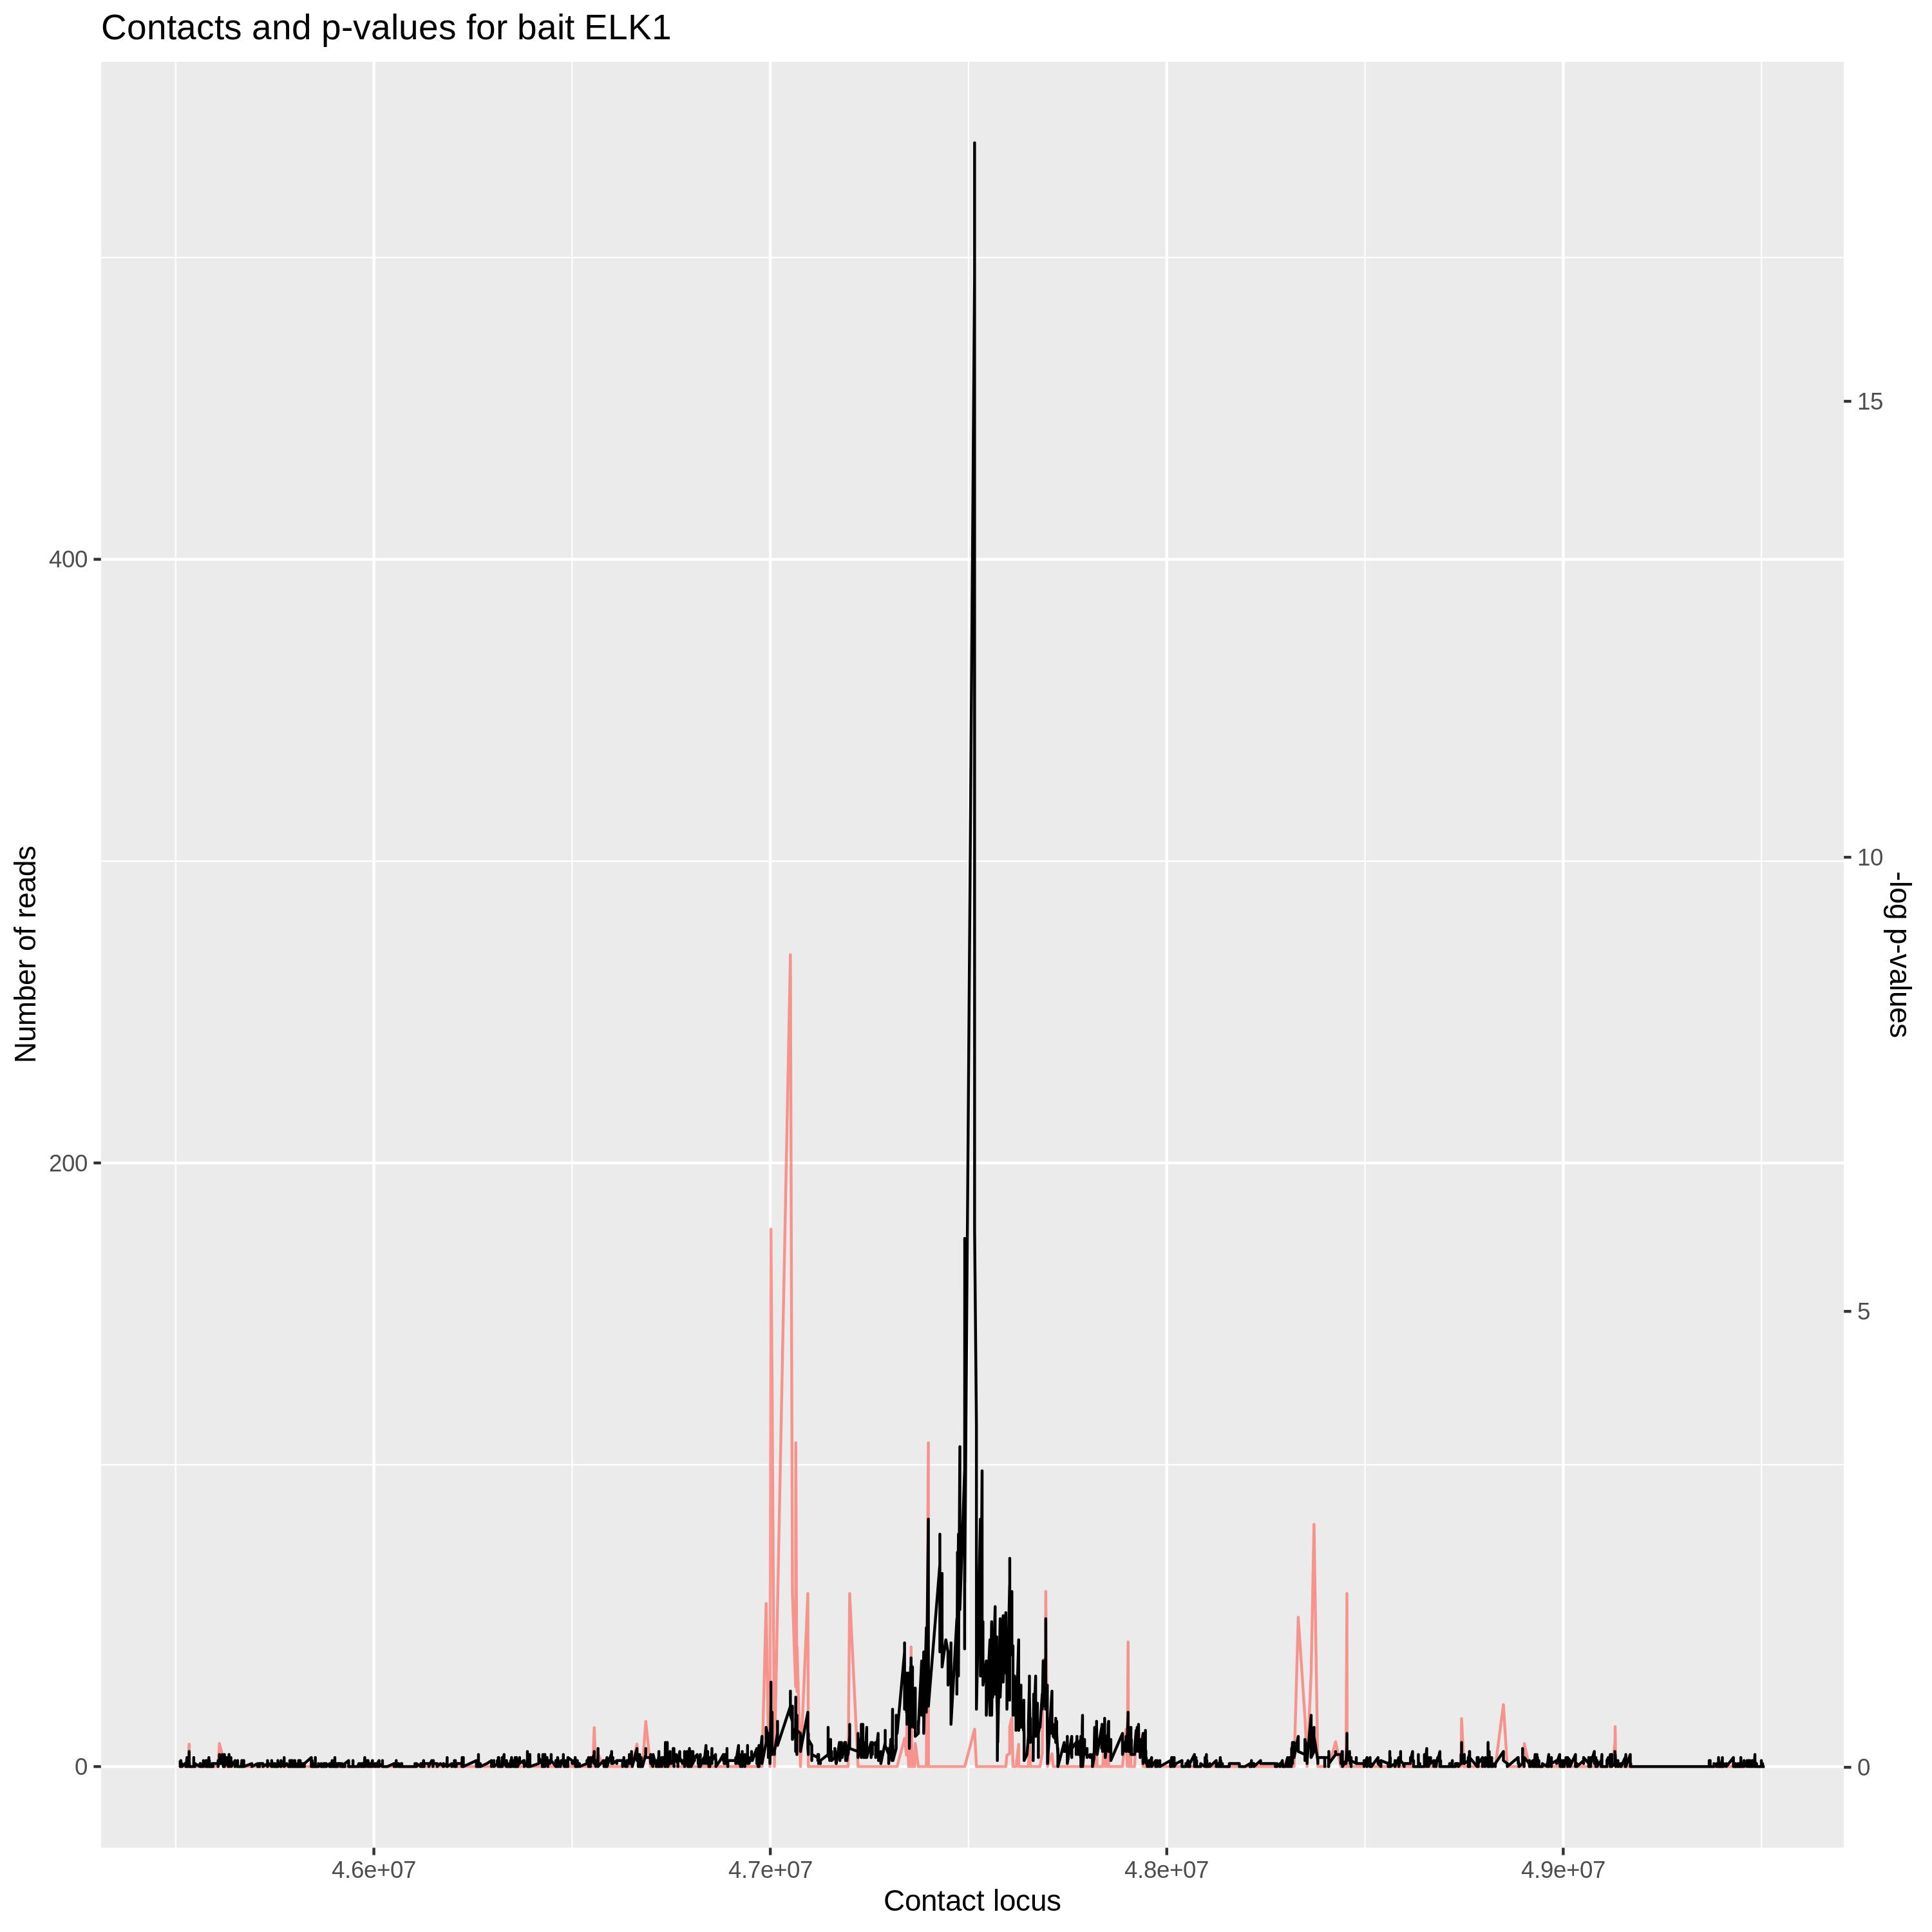 Contacts and p-values for bait ELK1
Number of reads
400
200
0
15
10
5
0
-log p-values
4.6e+07
4.7e+07
4.8e+07
4.9e+07
Contact locus